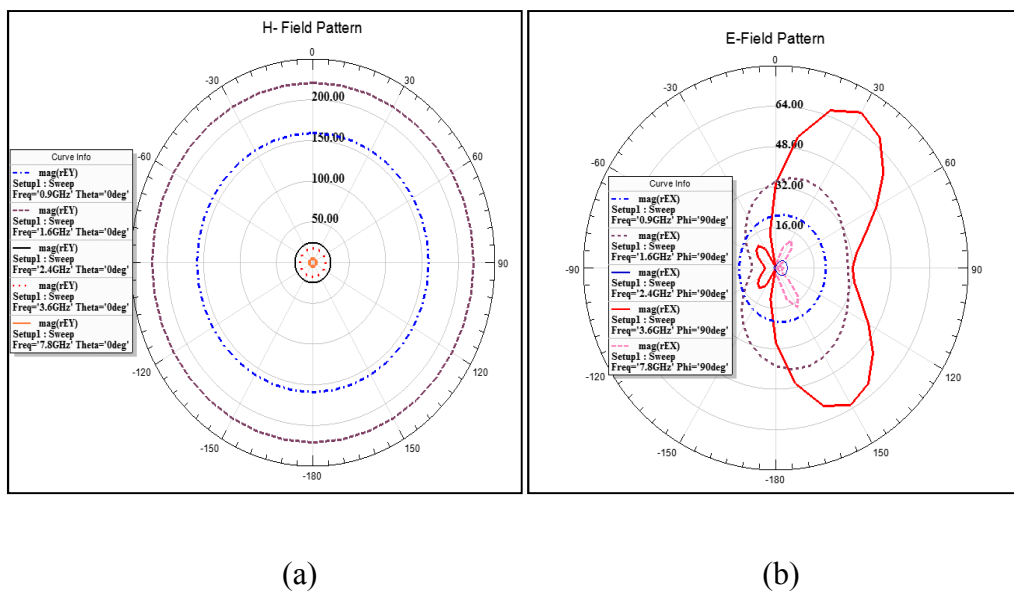 H- Field Pattern
0
-30
30
200.00
150.00
-60
60
100.00
50.00
90
-120
120
-150
150
-180
Curve Info
mag(rEY)
Setup1 : Sweep
Freq='0.9GHz' Theta='0deg'
mag(rEY)
Setup1 : Sweep
Freq='1.6GHz' Theta='0deg'
mag(rEY)
Setup1 : Sweep
Freq='2.4GHz' Theta='0deg'
mag(rEY)
Setup1 : Sweep
Freq='3.6GHz' Theta='0deg'
mag(rEY)
Setup1 : Sweep
Freq='7.8GHz' Theta='0deg'
(a)
E-Field Pattern
0
-30
30
64.00
48.00
-60
60
32.00
16.00
-90
90
-120
120
-150
150
-180
Curve Info
mag(rEX)
Setup1 : Sweep
Freq='0.9GHz' Phi='90deg'
mag(rEX)
Setup1 : Sweep
Freq='1.6GHz' Phi='90deg'
mag(rEX)
Setup1 : Sweep
Freq='2.4GHz' Phi='90deg'
mag(rEX)
Setup1 : Sweep
Freq='3.6GHz' Phi='90deg'
mag(rEX)
Setup1 : Sweep
Freq='7.8GHz' Phi='90deg'
(b)